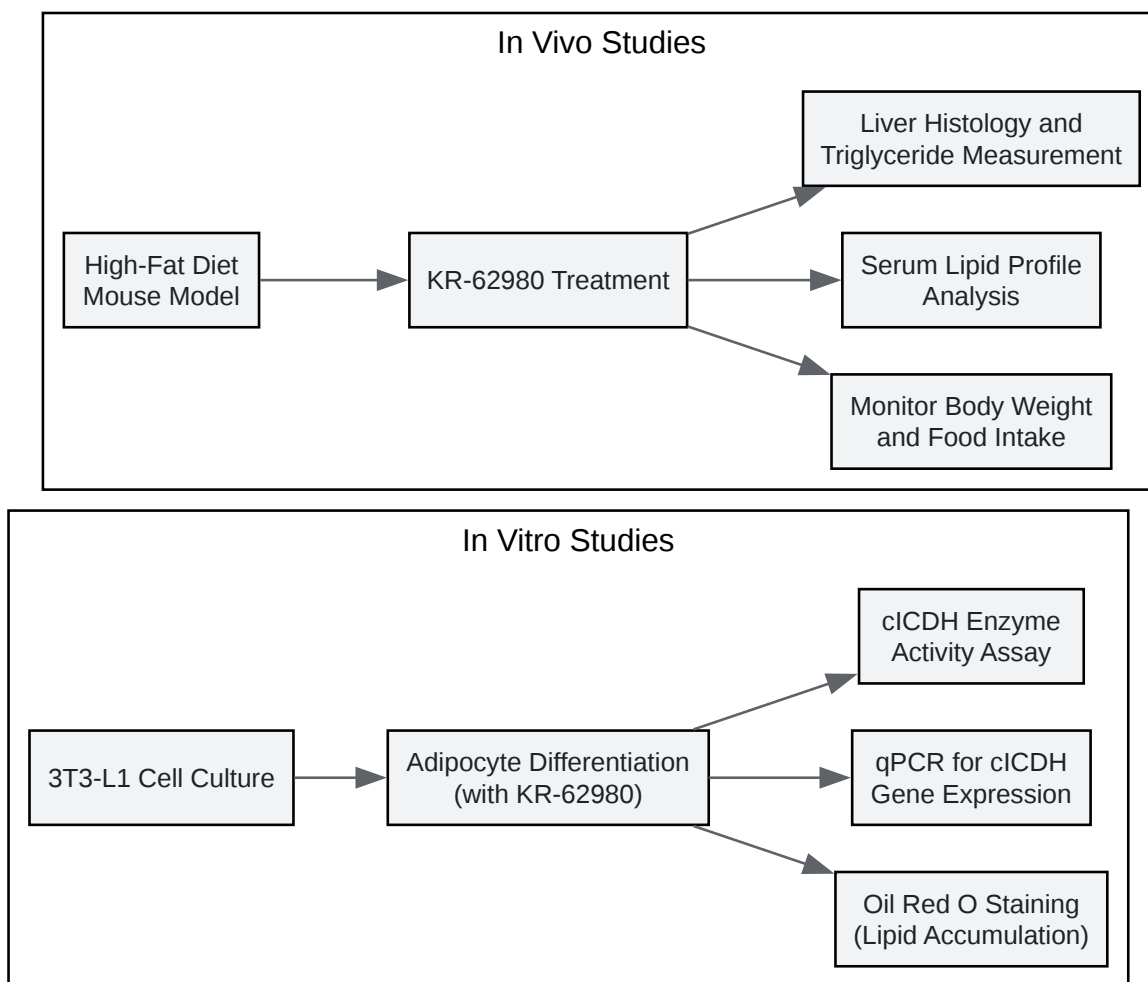 In Vivo Studies
Liver Histology and
Triglyceride Measurement
High-Fat Diet
Mouse Model
KR-62980 Treatment
Serum Lipid Profile
Analysis
Monitor Body Weight
and Food Intake
In Vitro Studies
cICDH Enzyme
Activity Assay
3T3-L1 Cell Culture
Adipocyte Differentiation
(with KR-62980)
qPCR for cICDH
Gene Expression
Oil Red O Staining
(Lipid Accumulation)